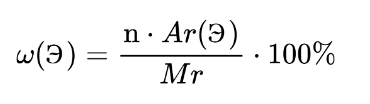 ω(Э) = n · Ar(Э) / Mr · 100%